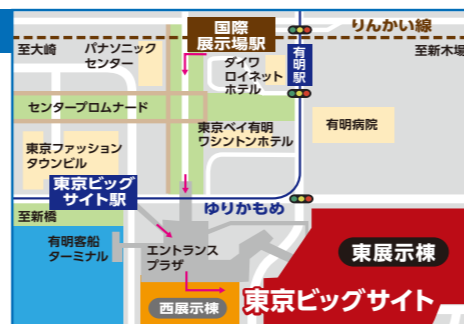 国際
展示場駅
りんかい線
至大崎
パナソニック
センター
ダイワ
ロイネット
ホテル
有明駅
至新木場
センタープロムナード
東京ベイ有明
ワシントンホテル
有明病院
東京ファッション
タウンビル
東京ビッグ
サイト駅
ゆりかもめ
至新橋
有明客船
ターミナル
エントランス
プラザ
東展示棟
西展示棟
東京ビッグサイト